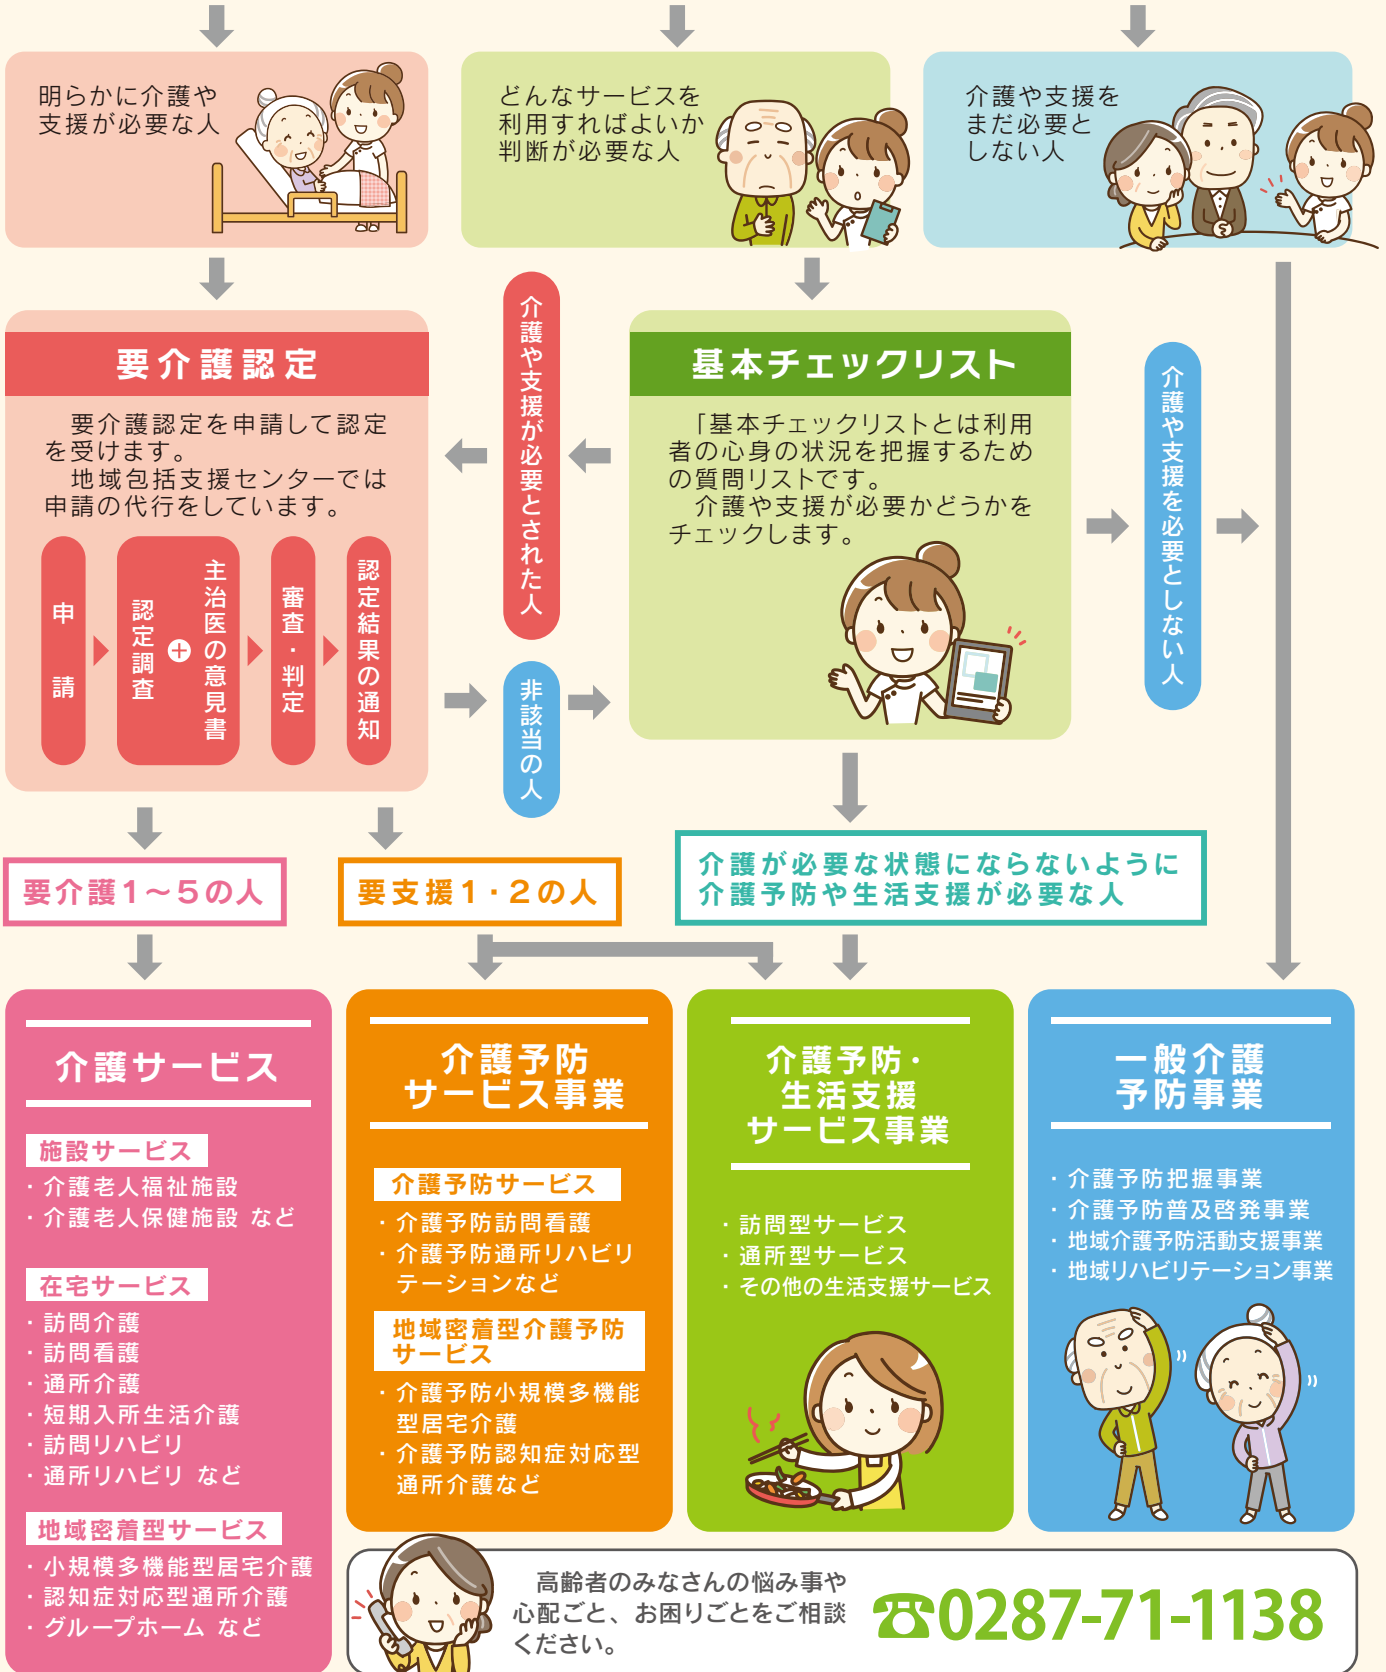 明らかに介護や
支援が必要な人
どんなサービスを
利用すればよいか
判断が必要な人
介護や支援を
まだ必要と
しない人
要介護認定
要介護認定を申請して認定
を受けます。
地域包括支援センターでは
申請の代行をしています。
申請
認定調査
+
主治医の意見書
審査・判定
認定結果の通知
介護や支援が必要とされた人
非該当の人
基本チェックリスト
「基本チェックリストとは利用
者の心身の状況を把握するため
の質問リストです。
介護や支援が必要かどうかを
チェックします。
介護や支援を必要としない人
要介護1～5の人
要支援1・2の人
介護が必要な状態にならないように
介護予防や生活支援が必要な人
介護サービス
施設サービス
・介護老人福祉施設
・介護老人保健施設 など
在宅サービス
・訪問介護
・訪問看護
・通所介護
・短期入所生活介護
・訪問リハビリ
・通所リハビリ など
地域密着型サービス
・小規模多機能型居宅介護
・認知症対応型通所介護
・グループホーム など
介護予防
サービス事業
介護予防サービス
・介護予防訪問看護
・介護予防通所リハビリ
テーションなど
地域密着型介護予防
サービス
・介護予防小規模多機能
型居宅介護
・介護予防認知症対応型
通所介護など
介護予防・
生活支援
サービス事業
・訪問型サービス
・通所型サービス
・その他の生活支援サービス
一般介護
予防事業
・介護予防把握事業
・介護予防普及啓発事業
・地域介護予防活動支援事業
・地域リハビリテーション事業
高齢者のみなさんの悩み事や
心配ごと、お困りごとをご相談
ください。
☎0287-71-1138